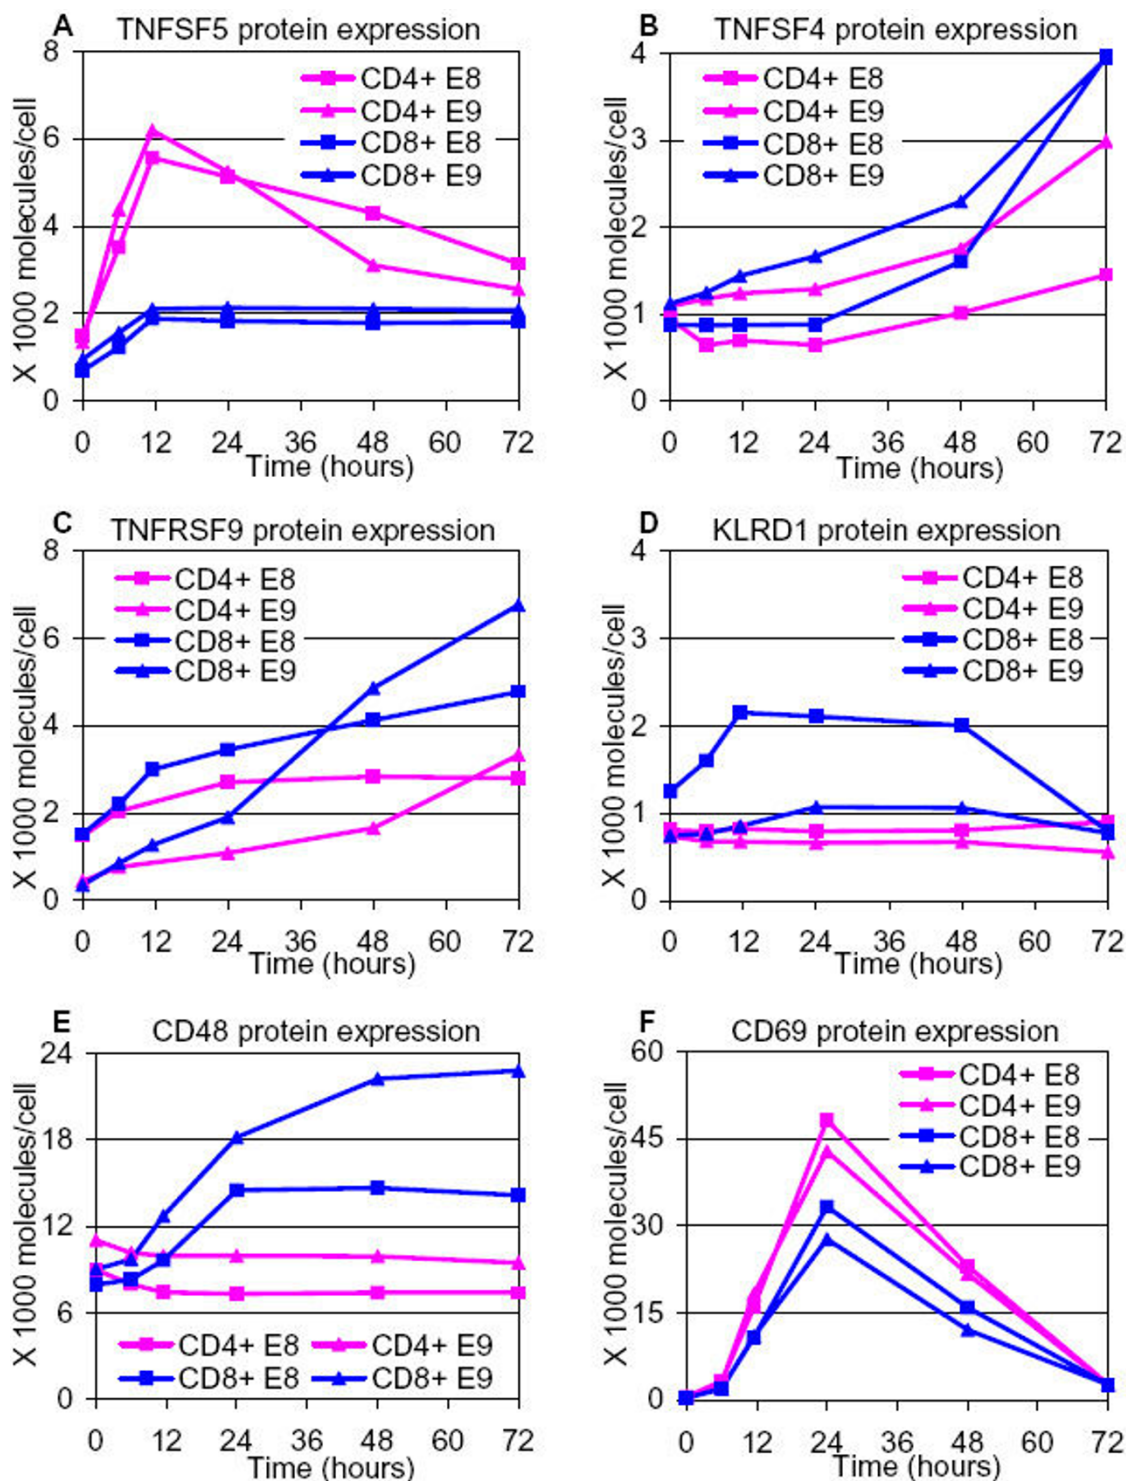 A TNFSF5 protein expression
X 1000 molecules/cell
8
6
4
2
0
CD4+ E8
CD4+ E9
CD8+ E8
CD8+ E9
0 12 24 36 48 60 72
Time (hours)
B TNFSF4 protein expression
X 1000 molecules/cell
4
3
2
1
0
CD4+ E8
CD4+ E9
CD8+ E8
CD8+ E9
0 12 24 36 48 60 72
Time (hours)
C TNFRSF9 protein expression
X 1000 molecules/cell
8
6
4
2
0
CD4+ E8
CD4+ E9
CD8+ E8
CD8+ E9
0 12 24 36 48 60 72
Time (hours)
D KLRD1 protein expression
X 1000 molecules/cell
4
3
2
1
0
CD4+ E8
CD4+ E9
CD8+ E8
CD8+ E9
0 12 24 36 48 60 72
Time (hours)
E CD48 protein expression
X 1000 molecules/cell
24
18
12
6
0
CD4+ E8 CD4+ E9
CD8+ E8 CD8+ E9
0 12 24 36 48 60 72
Time (hours)
F CD69 protein expression
X 1000 molecules/cell
60
45
30
15
0
CD4+ E8
CD4+ E9
CD8+ E8
CD8+ E9
0 12 24 36 48 60 72
Time (hours)